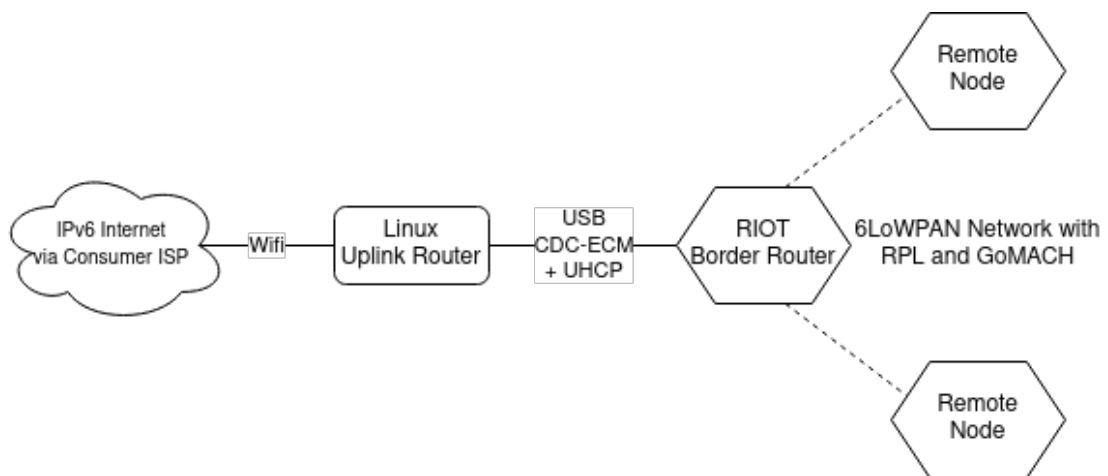 IPv6 Internet
via Consumer ISP
Wifi
Linux
Uplink Router
USB
CDC-ECM
+ UHCP
RIOT
Border Router
6LoWPAN Network with
RPL and GoMACH
Remote
Node
Remote
Node